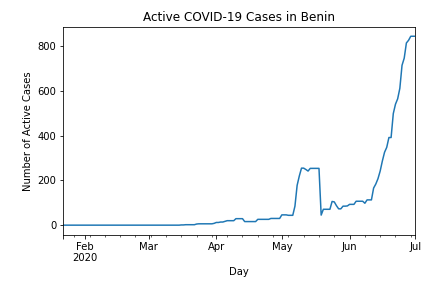 Active COVID-19 Cases in Benin
Number of Active Cases
800
600
400
200
0
Feb
2020
Mar
Apr
May
Jun
Jul
Day